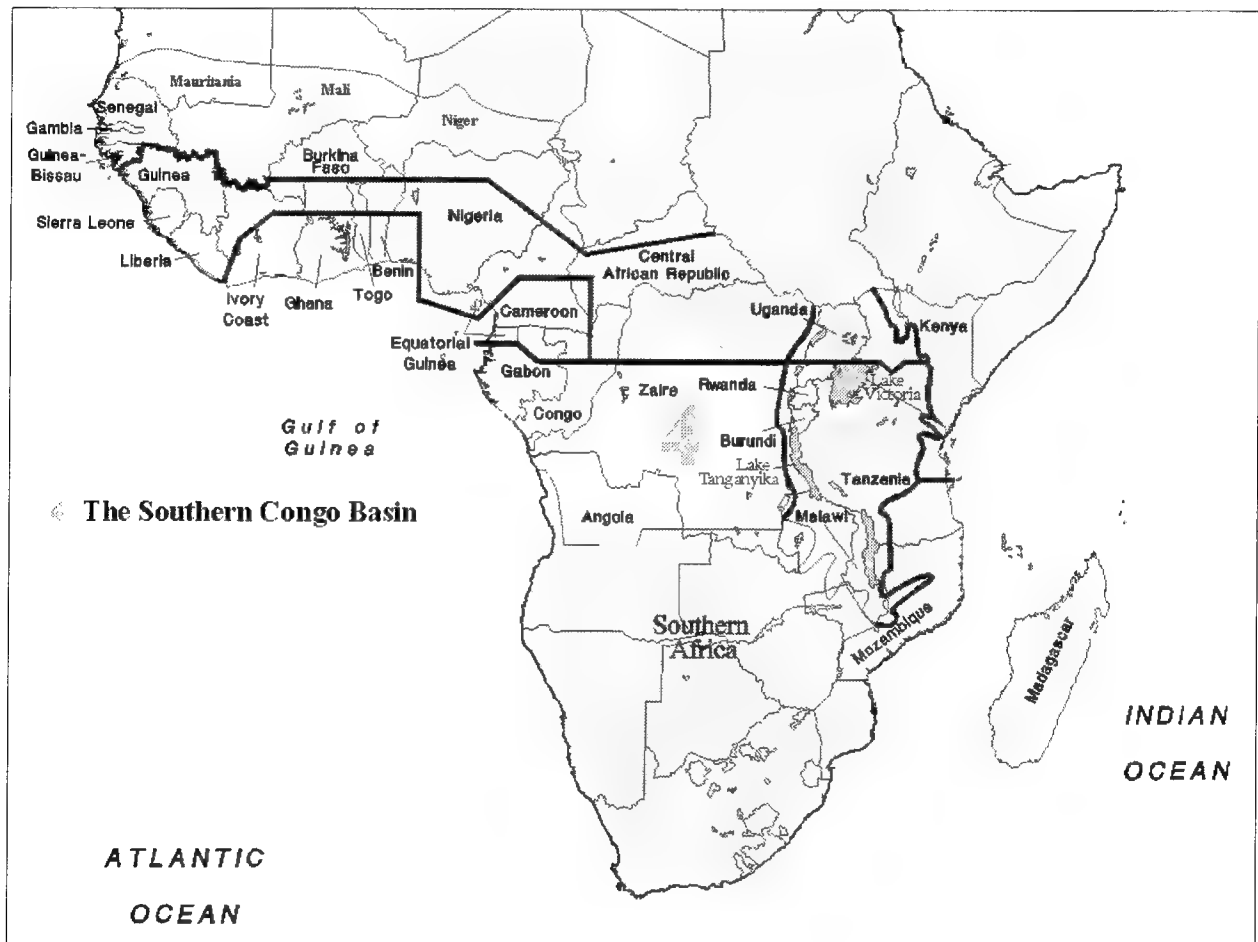 Mauritania
Mali
Niger
Senegal
Gambia
Guinea-
Bissau
Guinea
Burkina
Faso
Sierra Leone
Liberia
Ivory
Coast
Ghana
Togo
Benin
Nigeria
Central
African Republic
Cameroon
Equatorial
Guinea
Gabon
Congo
Zaire
Uganda
Kenya
Rwanda
Lake
Victoria
Burundi
Lake
Tanganyika
Tanzania
4
Gulf of
Guinea
4 The Southern Congo Basin
Angola
Malawi
Southern
Africa
Mozambique
Madagascar
INDIAN
OCEAN
ATLANTIC
OCEAN